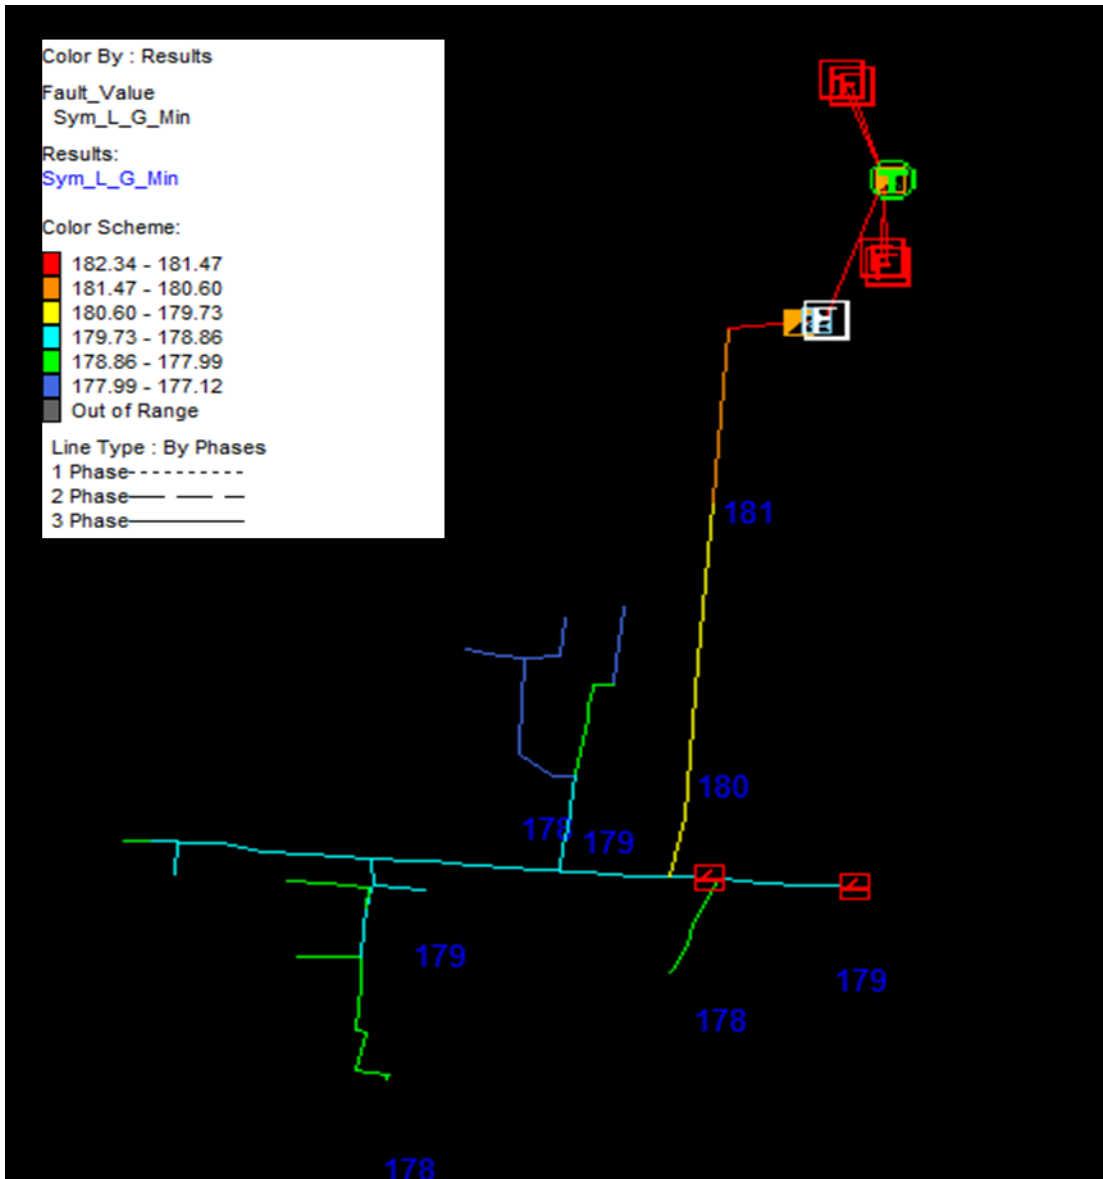 Color By : Results
Fault_Value
Sym_L_G_Min
Results:
Sym_L_G_Min
Color Scheme:
182.34 - 181.47
181.47 - 180.60
180.60 - 179.73
179.73 - 178.86
178.86 - 177.99
177.99 - 177.12
Out of Range
Line Type : By Phases
1 Phase
2 Phase
3 Phase
181
180
178
179
179
179
178
178